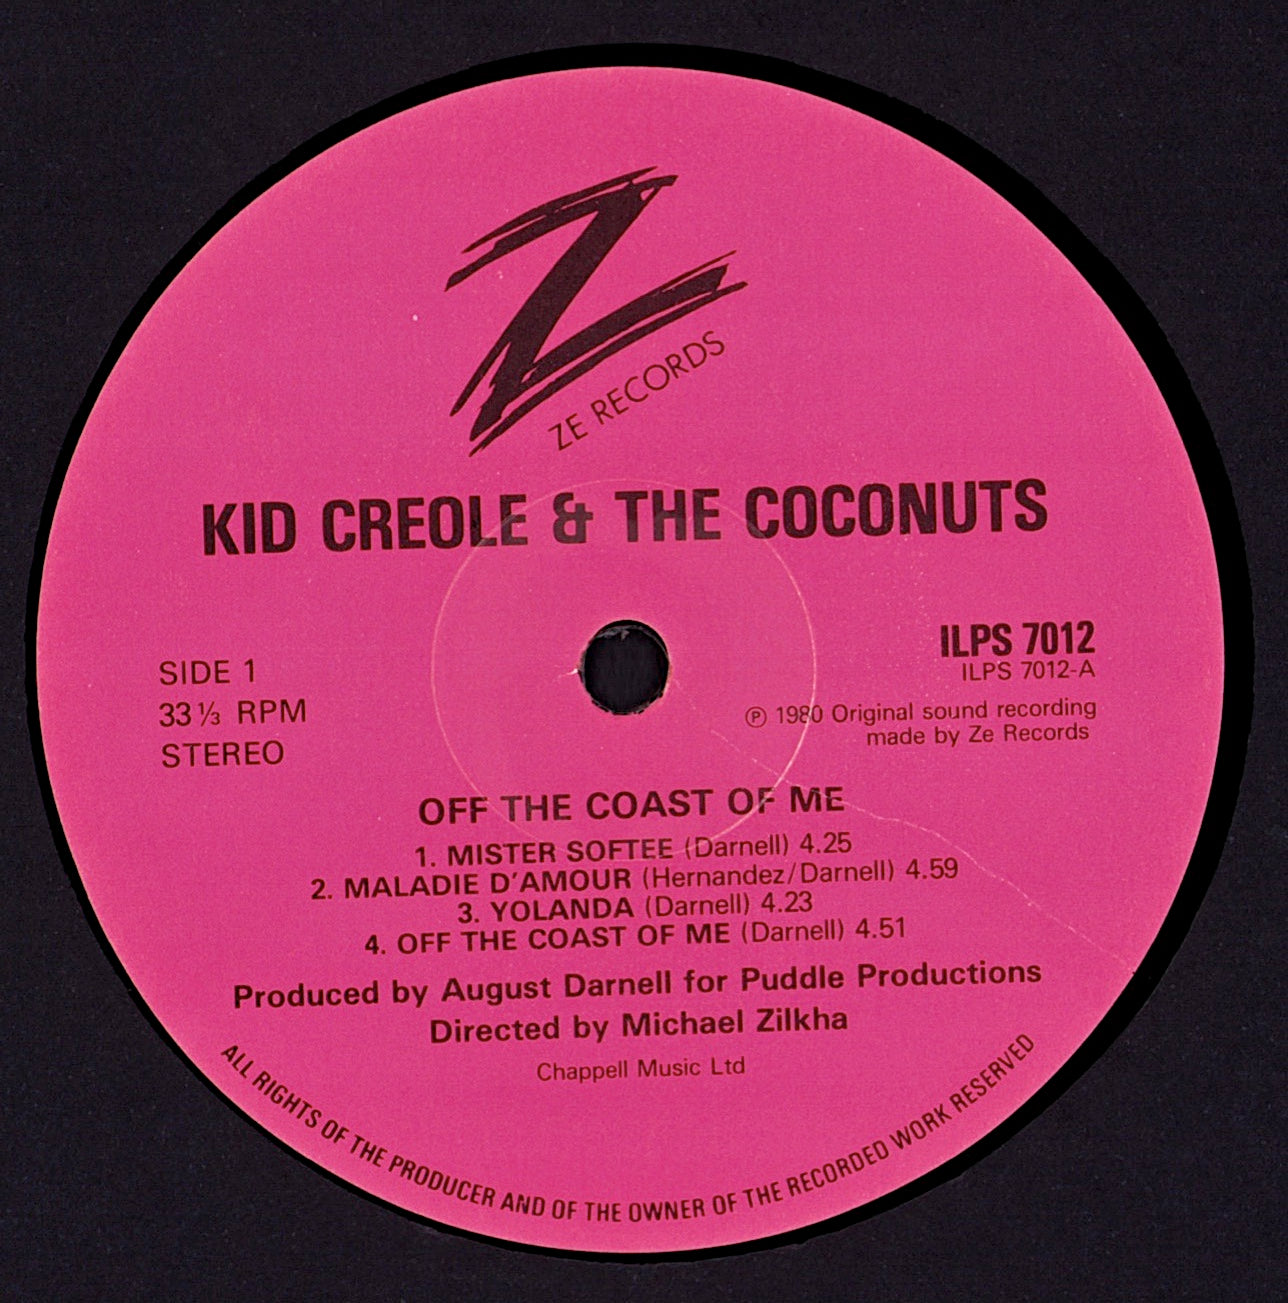 Z
ZE RECORDS
KID CREOLE & THE COCONUTS
SIDE 1
33 ⅓ RPM
STEREO
ILPS 7012
ILPS 7012-A
℗ 1980 Original sound recording
made by Ze Records
OFF THE COAST OF ME
1. MISTER SOFTEE (Darnell) 4.25
2. MALADIE D'AMOUR (Hernandez/Darnell) 4.59
3. YOLANDA (Darnell) 4.23
4. OFF THE COAST OF ME (Darnell) 4.51
Produced by August Darnell for Puddle Productions
Directed by Michael Zilkha
Chappell Music Ltd
ALL RIGHTS OF THE PRODUCER AND OF THE OWNER OF THE RECORDED WORK RESERVED